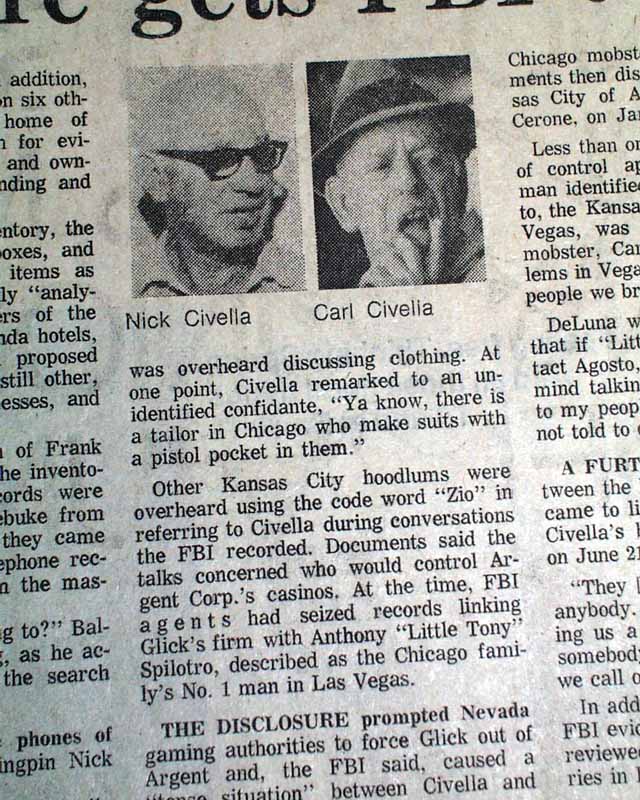 gets FBI
addition,
on six oth-
home of
for evi-
and own-
nding and
entory, the
boxes, and
items as
ly "analy-
ers of the
nda hotels,
proposed
still other,
esses, and
of Frank
he invento-
cords were
ebuke from
they came
ephone rec-
n the mas-
g to?" Bal-
, as he ac-
the search
phones of
ingpin Nick
Nick Civella
Carl Civella
was overheard discussing clothing. At
one point, Civella remarked to an un-
identified confidante, "Ya know, there is
a tailor in Chicago who make suits with
a pistol pocket in them."
Other Kansas City hoodlums were
overheard using the code word "Zio" in
referring to Civella during conversations
the FBI recorded. Documents said the
talks concerned who would control Ar-
gent Corp.'s casinos. At the time, FBI
agents had seized records linking
Glick's firm with Anthony "Little Tony"
Spilotro, described as the Chicago fami-
ly's No. 1 man in Las Vegas.
THE DISCLOSURE prompted Nevada
gaming authorities to force Glick out of
Argent and, the FBI said, caused a
"tense situation" between Civella and
Chicago mobst
ments then dis
sas City of A
Cerone, on Ja
Less than o
of control ap
man identifie
to, the Kansa
Vegas, was
mobster, Car
lems in Vega
people we br
DeLuna w
that if "Litt
tact Agosto,
mind talkin
to my peop
not told to
A FURT
tween the
came to li
Civella's
on June 21
"They
anybody.
ing us a
somebody
we call o
In add
FBI evid
reviewe
ries in